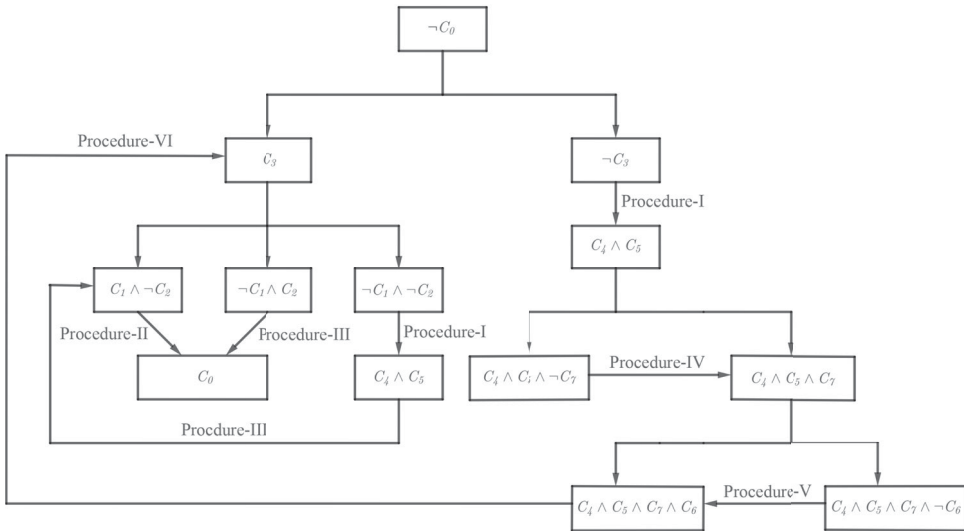 ¬C₀
Procedure-VI
C₃
¬C₃
Procedure-I
C₄ ∧ C₅
C₁ ∧ ¬C₂
¬C₁ ∧ C₂
¬C₁ ∧ ¬C₂
Procedure-II
Procedure-III
Procedure-I
C₀
C₄ ∧ C₅
C₄ ∧ C ∧ ¬C₇
Procedure-IV
C₄ ∧ C₅ ∧ C₇
Procdure-III
C₄ ∧ C₅ ∧ C₇ ∧ C₆
Procedure-V
C₄ ∧ C₅ ∧ C₇ ∧ ¬C₆